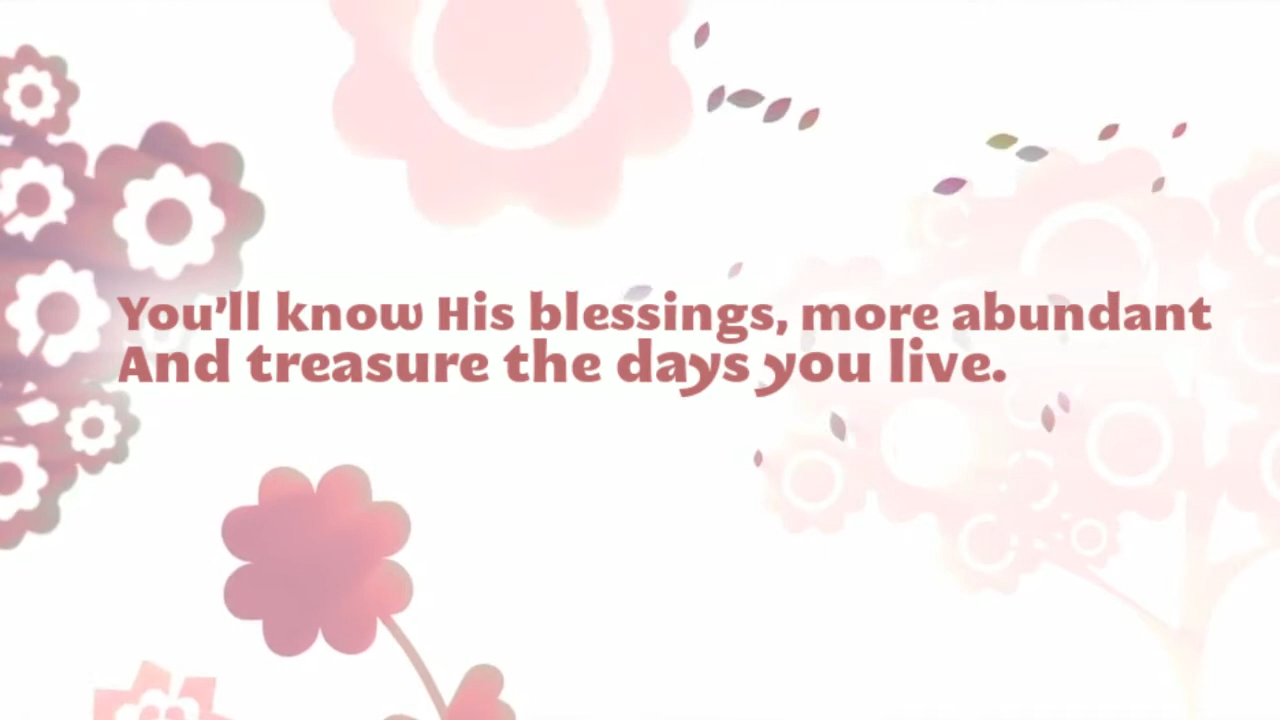 You’ll know His blessings, more abundant
And treasure the days you live.